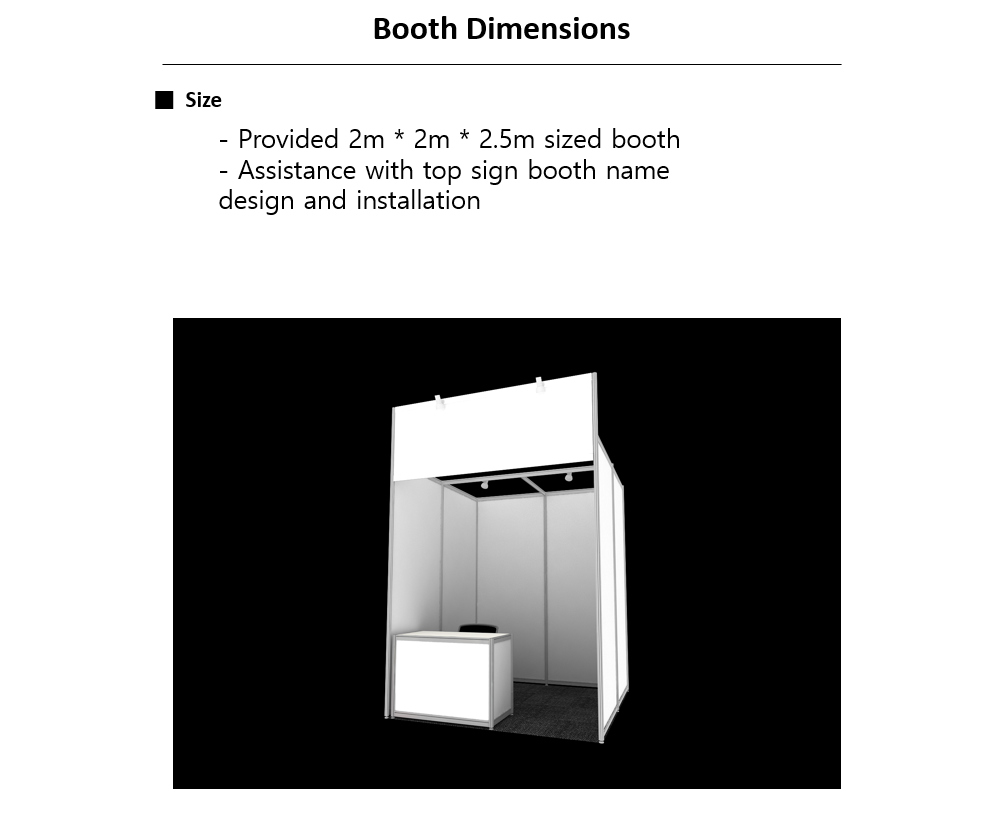 Booth Dimensions
■ Size
- Provided 2m * 2m * 2.5m sized booth
- Assistance with top sign booth name
design and installation